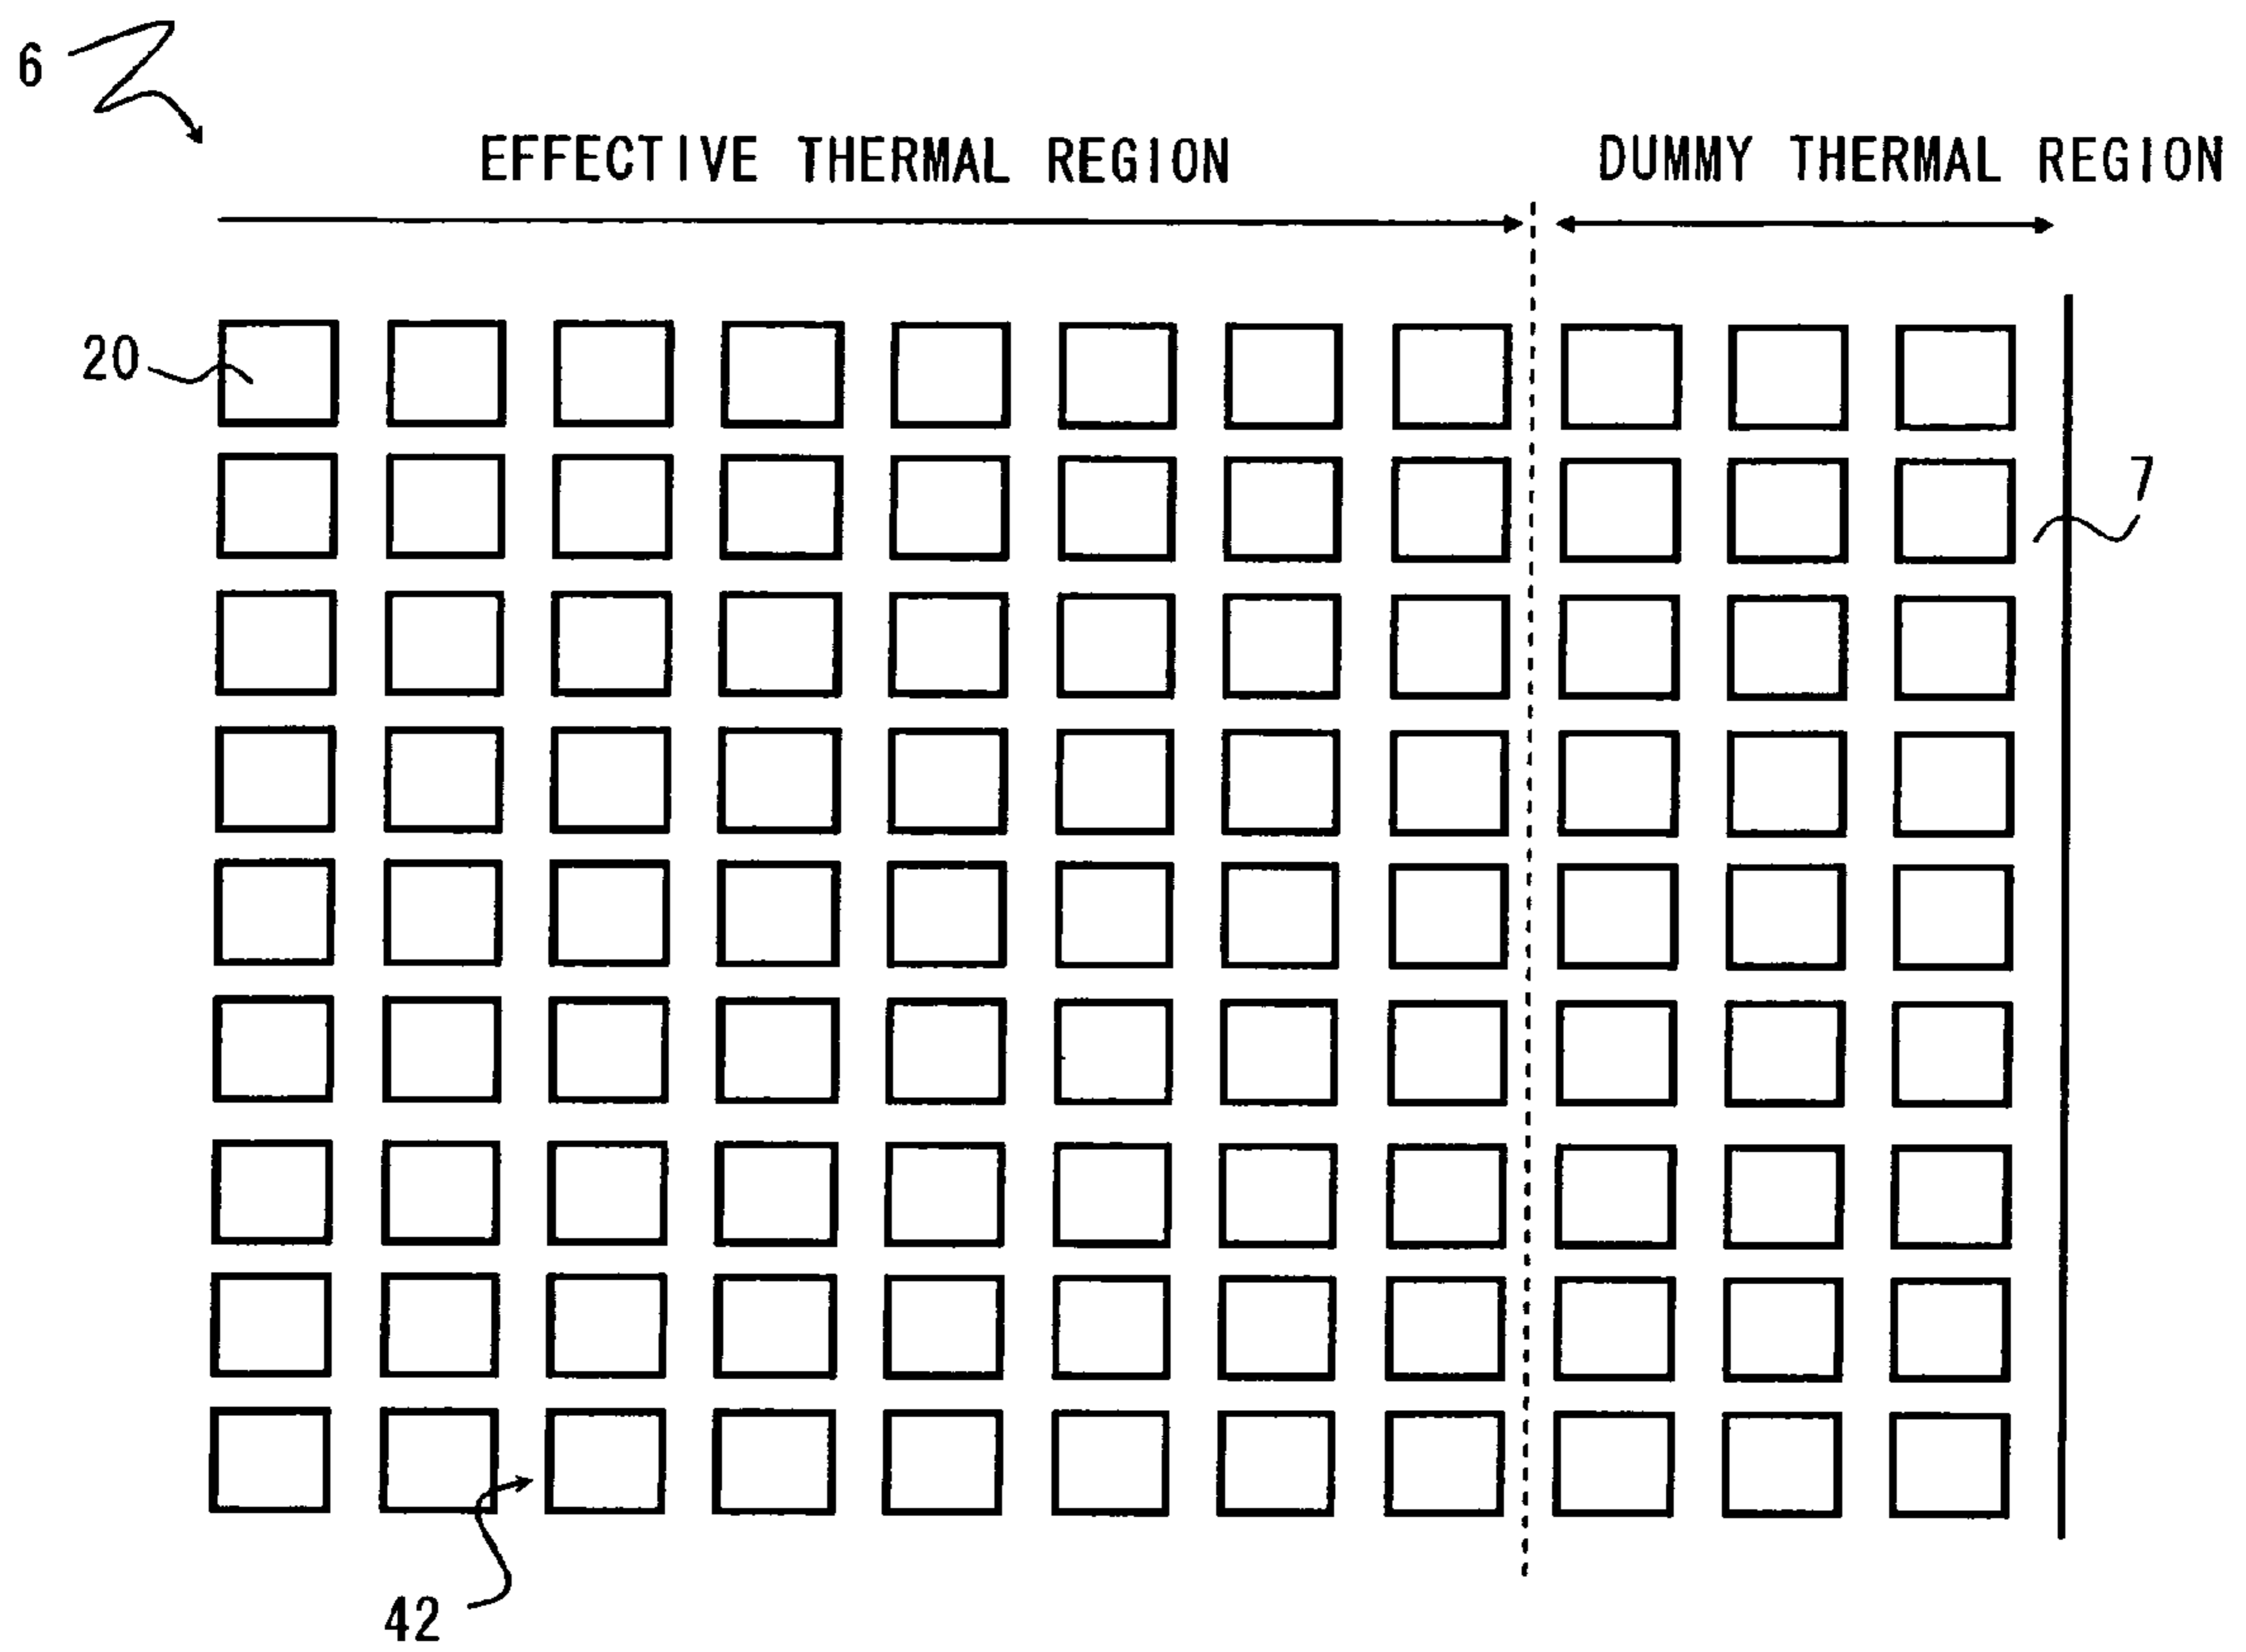 6
EFFECTIVE THERMAL REGION
DUMMY THERMAL REGION
20
7
42